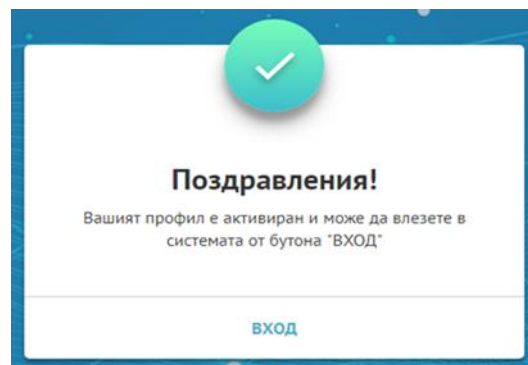 Поздравления!
Вашият профил е активиран и може да влезете в
системата от бутона "ВХОД"
ВХОД